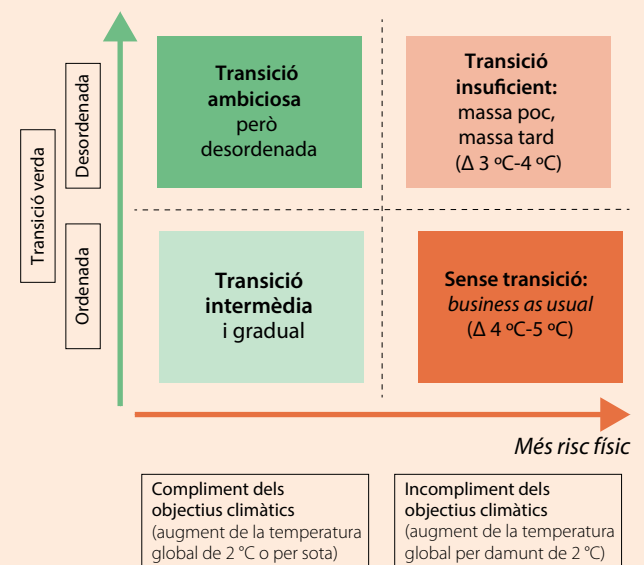 Transició verda
Desordenada
Ordenada
Transició
ambiciosa
però
desordenada
Transició
insuficient:
massa poc,
massa tard
(Δ 3 ºC-4 ºC)
Transició
intermèdia
i gradual
Sense transició:
business as usual
(Δ 4 ºC-5 ºC)
Més risc físic
Compliment dels
objectius climàtics
(augment de la temperatura
global de 2 °C o per sota)
Incompliment dels
objectius climàtics
(augment de la temperatura
global per damunt de 2 °C)